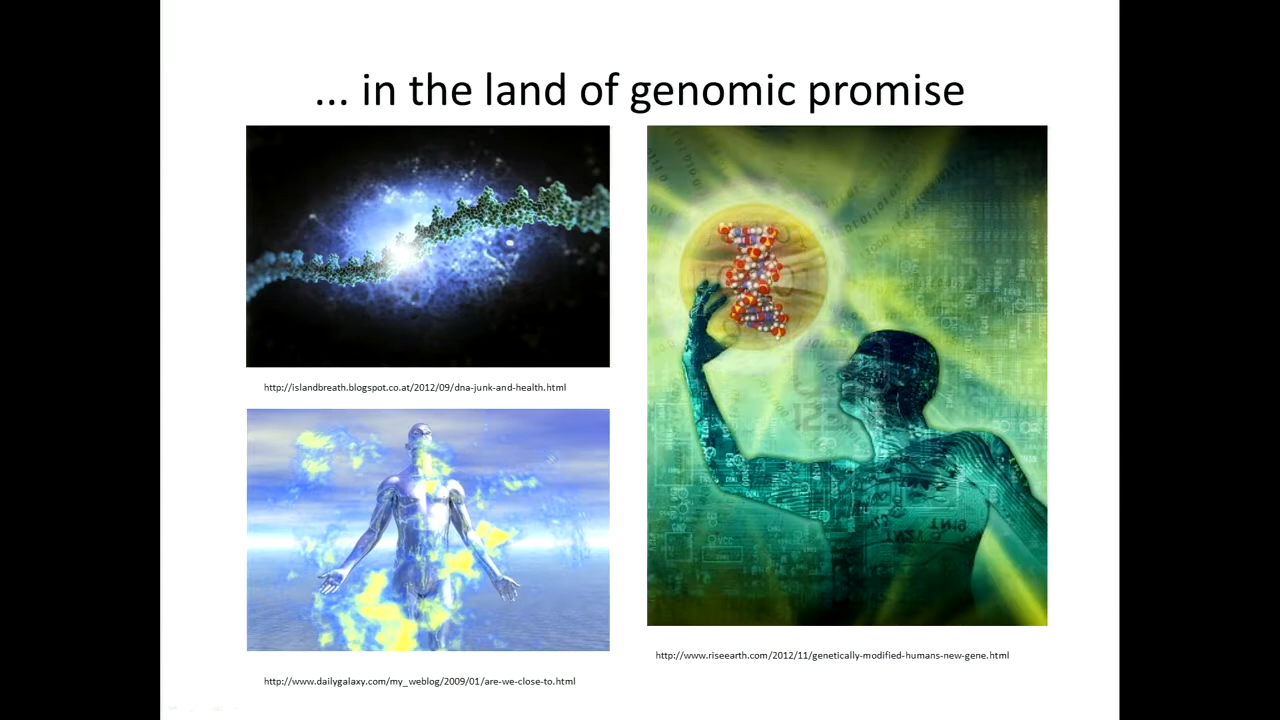 ... in the land of genomic promise
http://islandbreath.blogspot.co.at/2012/09/dna-junk-and-health.html
http://www.riseearth.com/2012/11/genetically-modified-humans-new-gene.html
http://www.dailygalaxy.com/my_weblog/2009/01/are-we-close-to.html